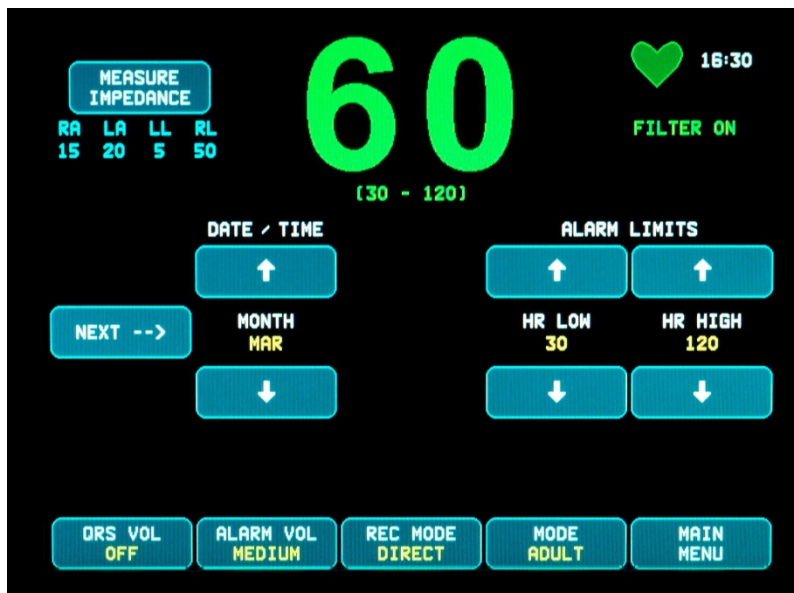 MEASURE
IMPEDANCE
RA LA LL RL
15 20 5 50
60
(30 - 120)
16:30
FILTER ON
DATE / TIME
ALARM LIMITS
NEXT -->
MONTH
MAR
HR LOW
30
HR HIGH
120
QRS VOL
OFF
ALARM VOL
MEDIUM
REC MODE
DIRECT
MODE
ADULT
MAIN
MENU